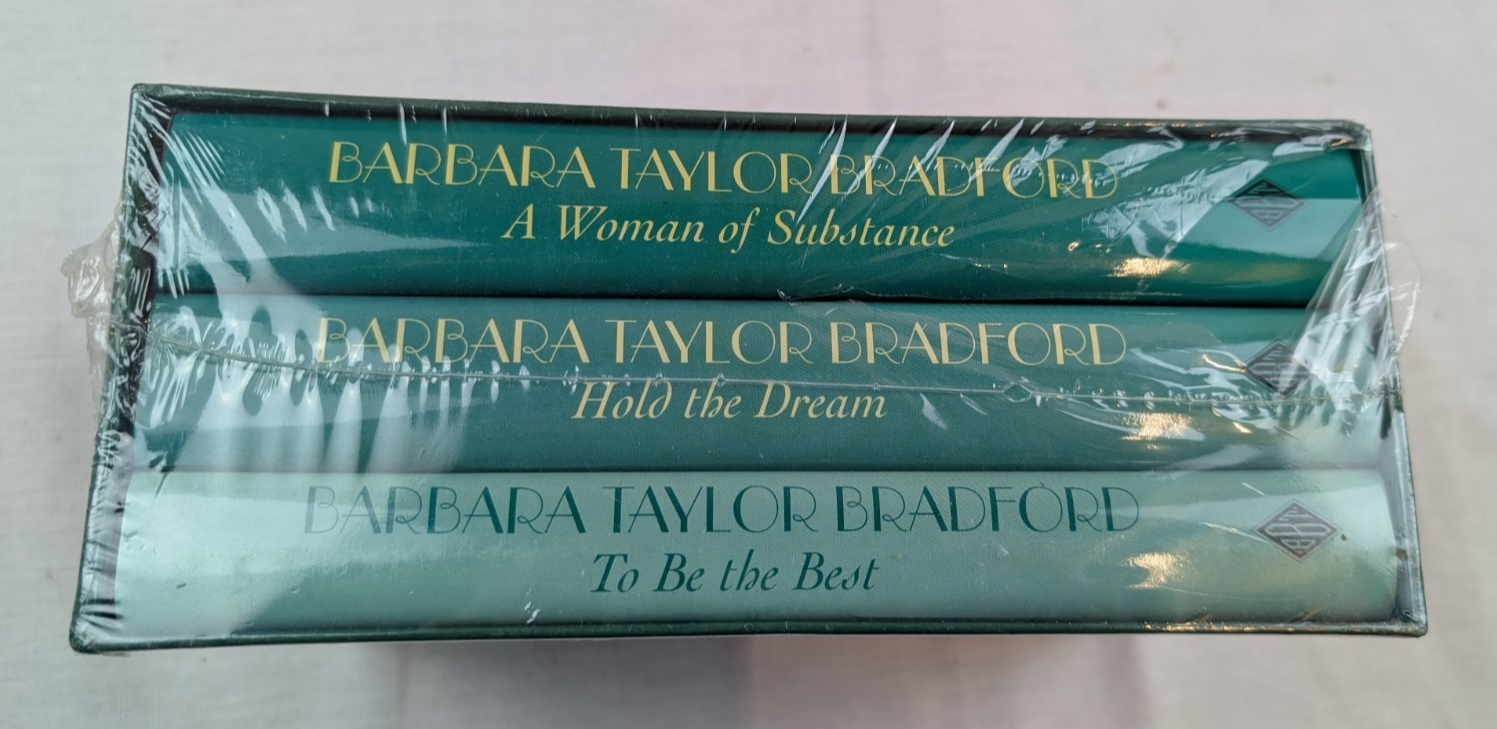 BARBARA TAYLOR BRADFORD
A Woman of Substance
BARBARA TAYLOR BRADFORD
Hold the Dream
BARBARA TAYLOR BRADFORD
To Be the Best